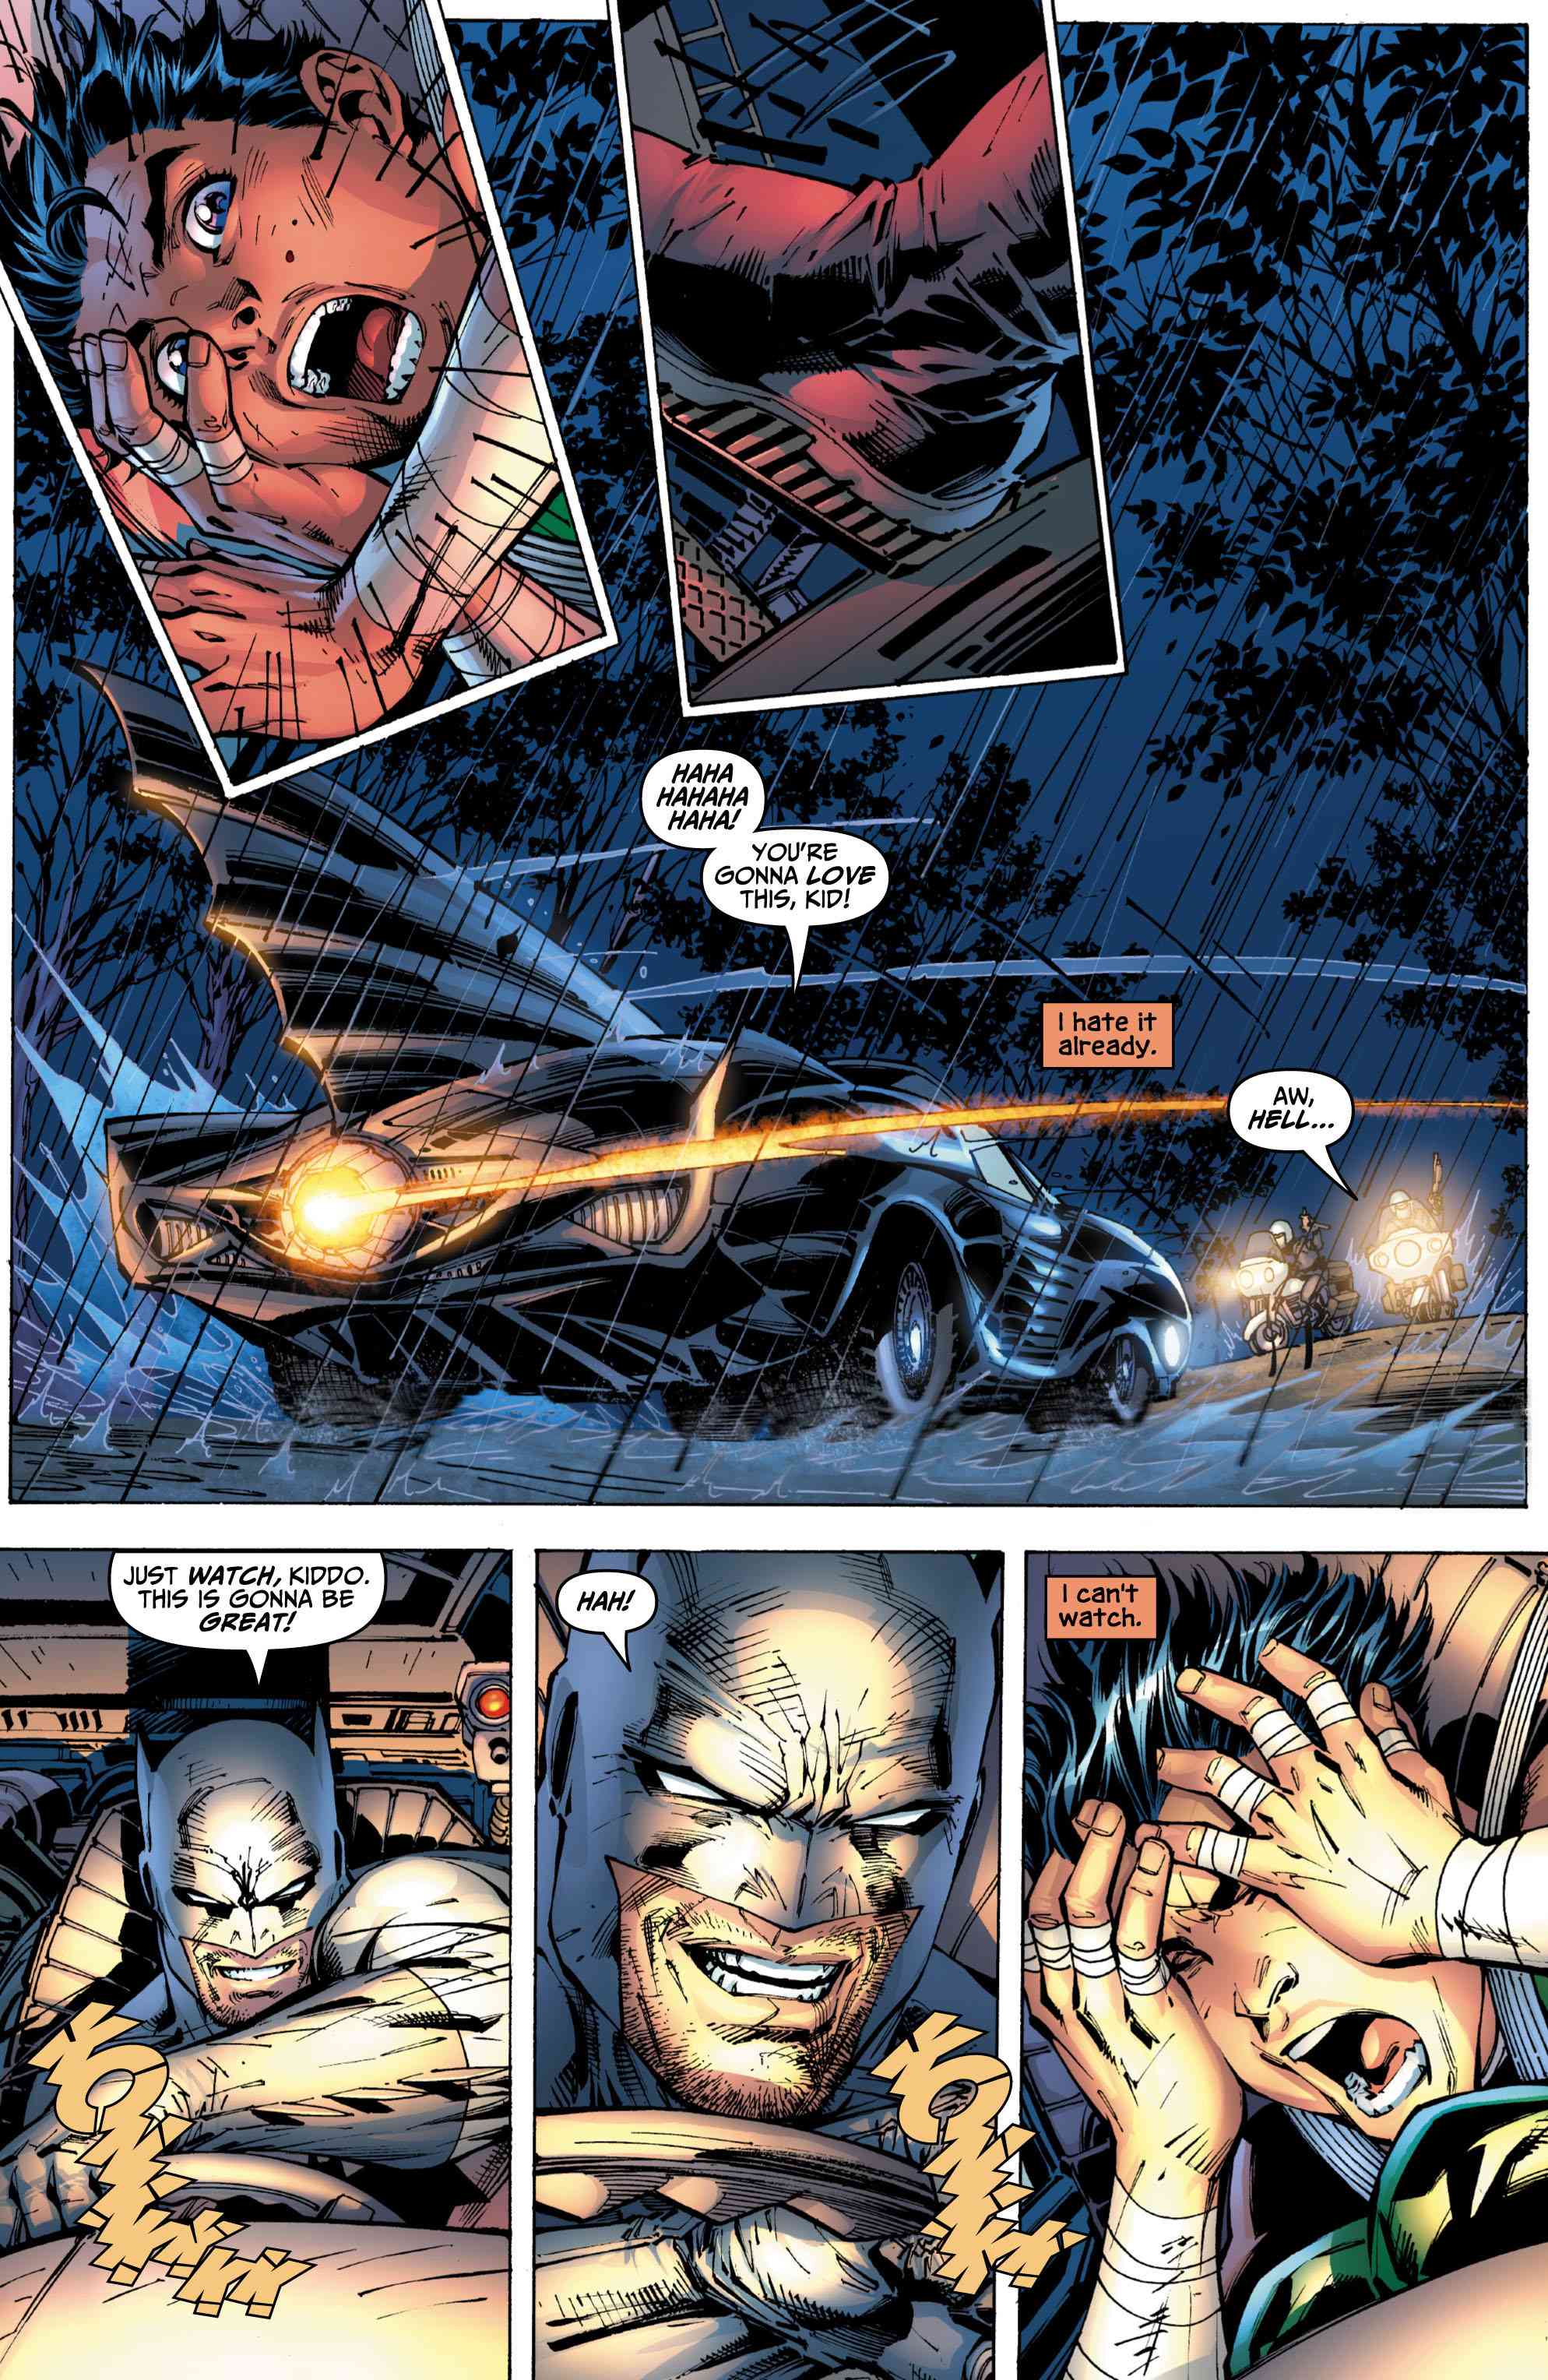 HAHA
HAHAHA
HAHA!
YOU'RE
GONNA LOVE
THIS, KID!
I hate it
already.
AW,
HELL...
JUST WATCH, KIDDO.
THIS IS GONNA BE
GREAT!
HAH!
I can't
watch.